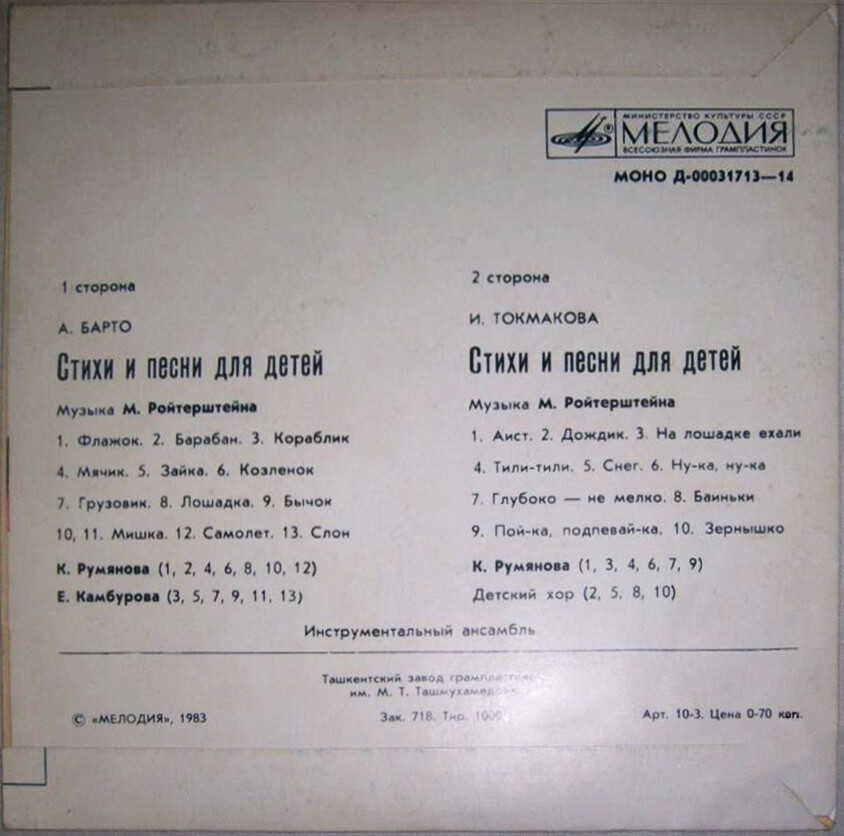 МИНИСТЕРСТВО КУЛЬТУРЫ СССР
МЕЛОДИЯ
ВСЕСОЮЗНАЯ ФИРМА ГРАМПЛАСТИНОК
МОНО Д-00031713—14
1 сторона
А. БАРТО
Стихи и песни для детей
Музыка М. Ройтерштейна
1. Флажок. 2. Барабан. 3. Кораблик
4. Мячик. 5. Зайка. 6. Козленок
7. Грузовик. 8. Лошадка. 9. Бычок
10, 11. Мишка. 12. Самолет. 13. Слон
К. Румянова (1, 2, 4, 6, 8, 10, 12)
Е. Камбурова (3, 5, 7, 9, 11, 13)
2 сторона
И. ТОКМАКОВА
Стихи и песни для детей
Музыка М. Ройтерштейна
1. Аист. 2. Дождик. 3. На лошадке ехали
4. Тили-тили. 5. Снег. 6. Ну-ка, ну-ка
7. Глубоко — не мелко. 8. Баиньки
9. Пой-ка, подпевай-ка. 10. Зернышко
К. Румянова (1, 3, 4, 6, 7, 9)
Детский хор (2, 5, 8, 10)
Инструментальный ансамбль
Ташкентский завод
им. М. Т.
© «МЕЛОДИЯ», 1983
Зак. 718. Тир.
Арт. 10-3. Цена 0-70 коп.